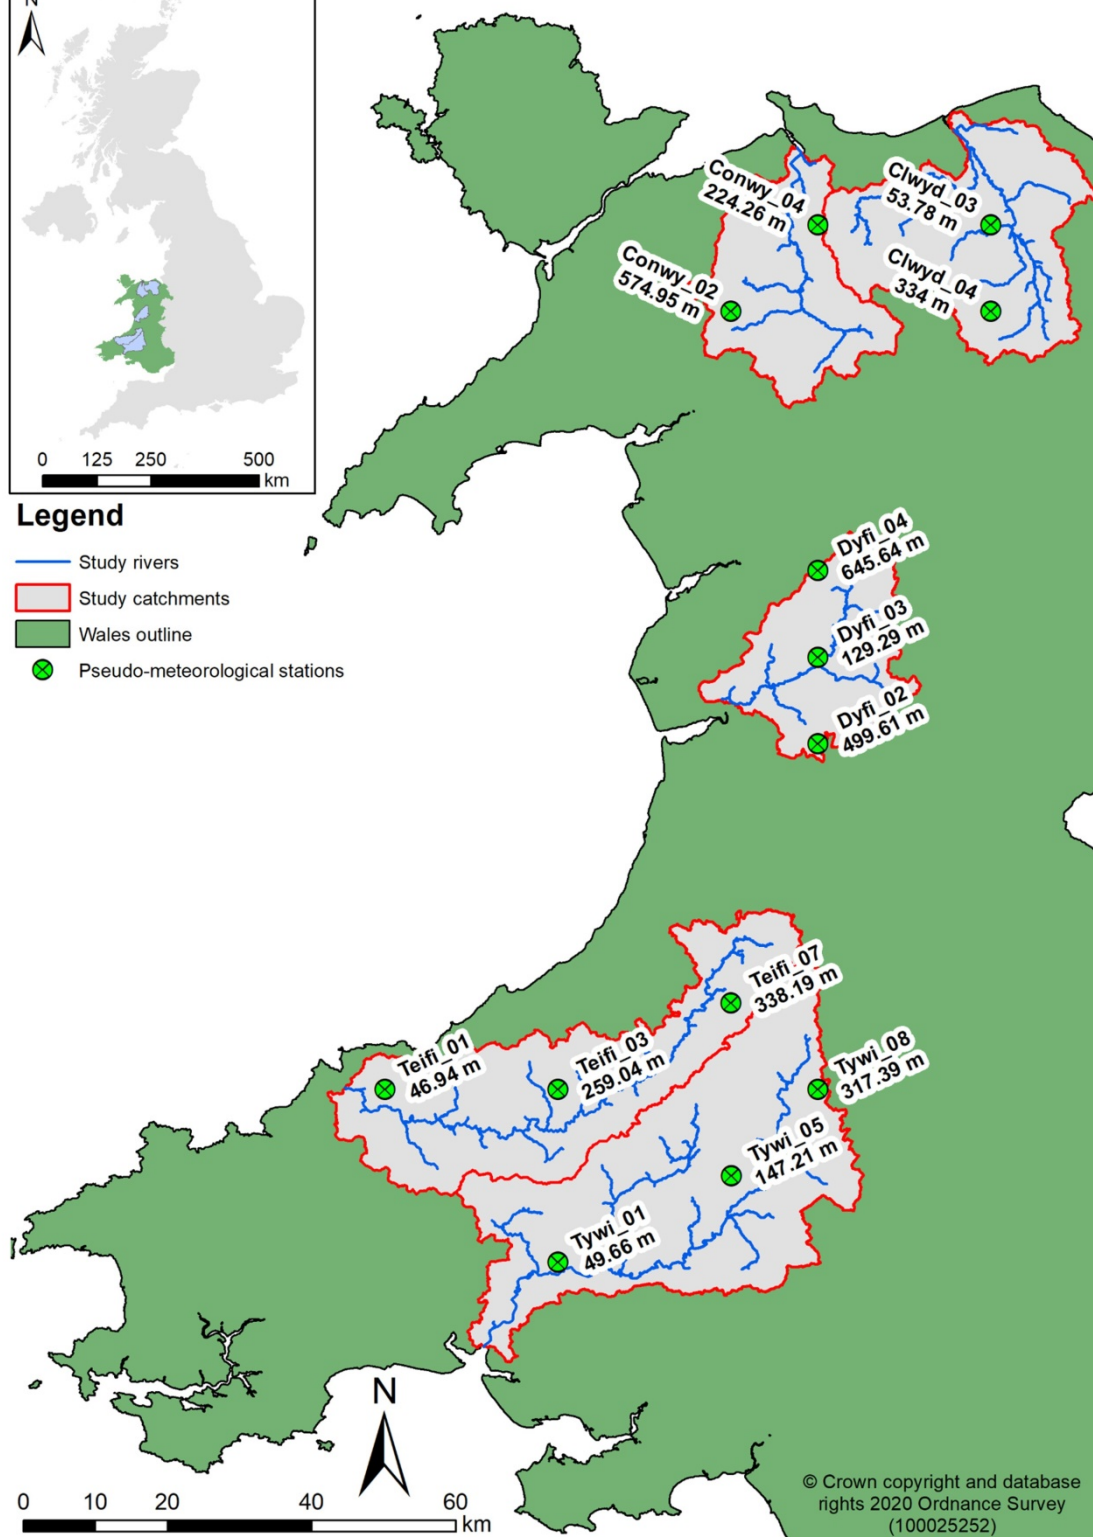 N
0 125 250 500
km
Legend
Study rivers
Study catchments
Wales outline
Pseudo-meteorological stations
Conwy_04
224.26 m
Clwyd_03
53.78 m
Conwy_02
574.95 m
Clwyd_04
334 m
Dyfi_04
645.64 m
Dyfi_03
129.29 m
Dyfi_02
499.61 m
Teifi_07
338.19 m
Teifi_01
46.94 m
Teifi_03
259.04 m
Tywi_08
317.39 m
Tywi_05
147.21 m
Tywi_01
49.66 m
N
0 10 20 40 60
km
© Crown copyright and database
rights 2020 Ordnance Survey
(100025252)